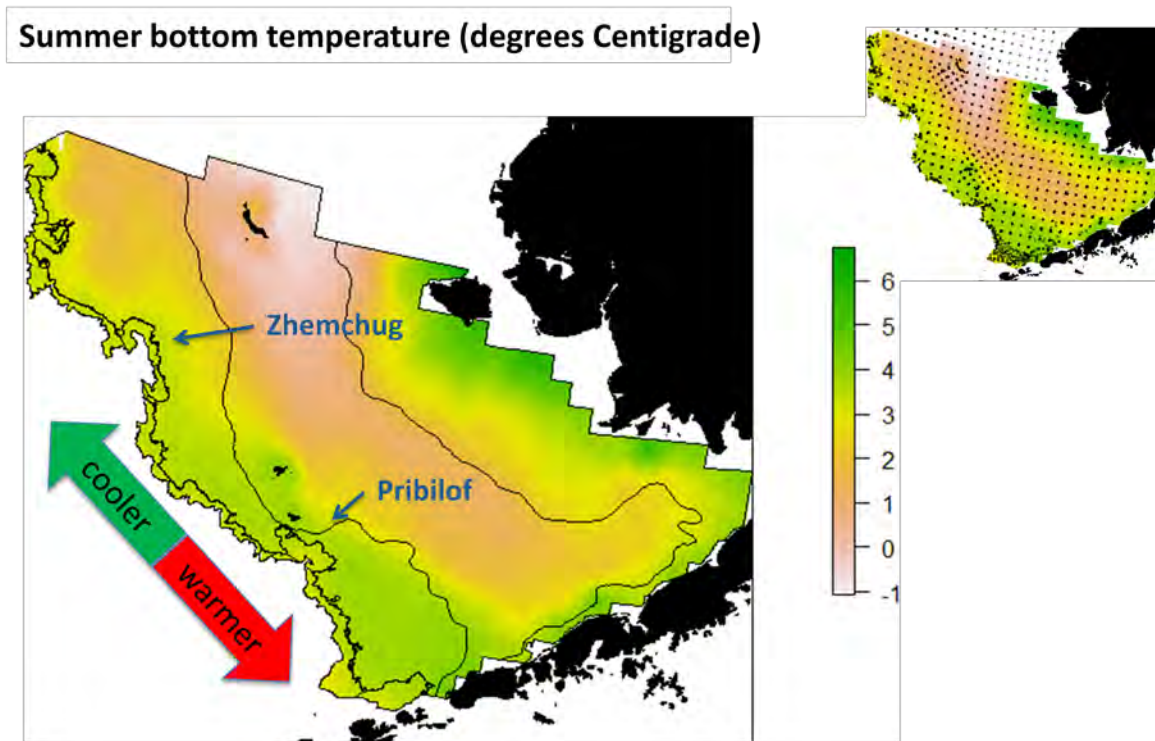 Summer bottom temperature (degrees Centigrade)
Zhemchug
Pribilof
cooler
warmer
6
5
4
3
2
1
0
-1